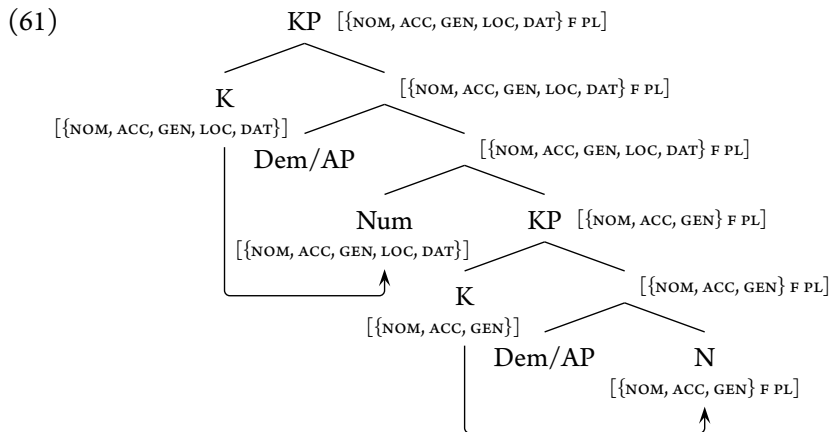 (61)
KP [{NOM, ACC, GEN, LOC, DAT} F PL]
K
[{NOM, ACC, GEN, LOC, DAT}]
[{NOM, ACC, GEN, LOC, DAT} F PL]
Dem/AP
[{NOM, ACC, GEN, LOC, DAT} F PL]
Num
[{NOM, ACC, GEN, LOC, DAT}]
KP [{NOM, ACC, GEN} F PL]
K
[{NOM, ACC, GEN}]
[{NOM, ACC, GEN} F PL]
Dem/AP
N
[{NOM, ACC, GEN} F PL]